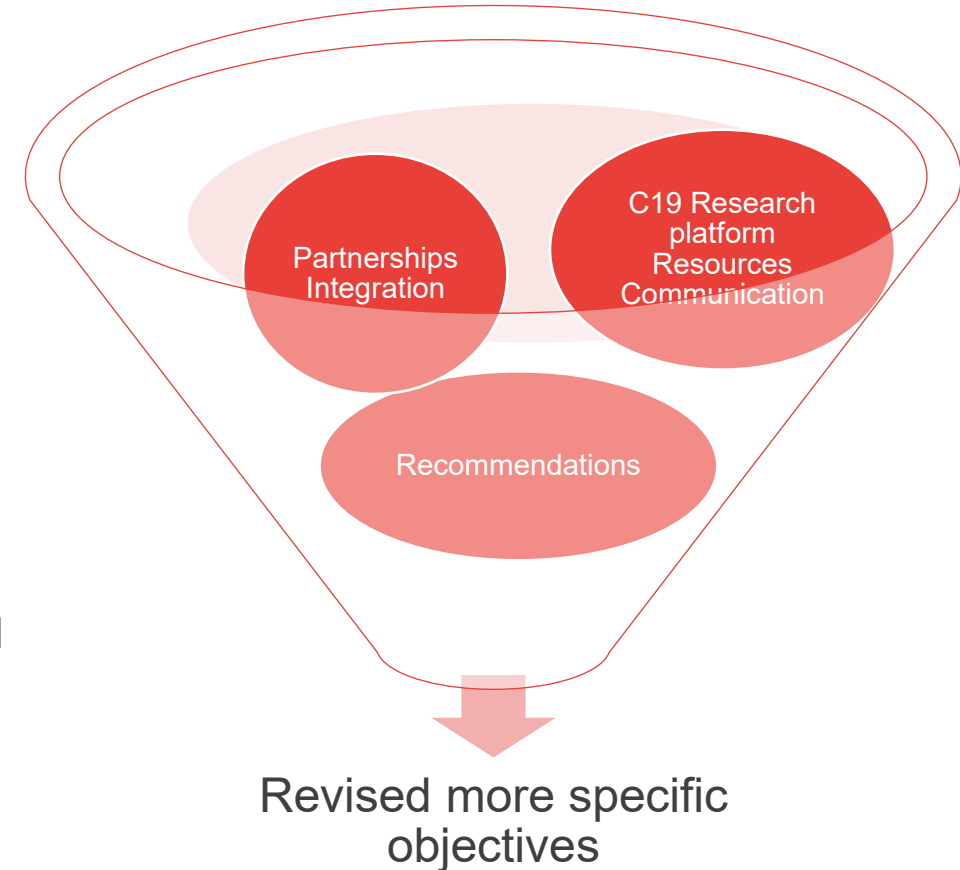 Partnerships
Integration
C19 Research
platform
Resources
Communication
Recommendations
Revised more specific
objectives